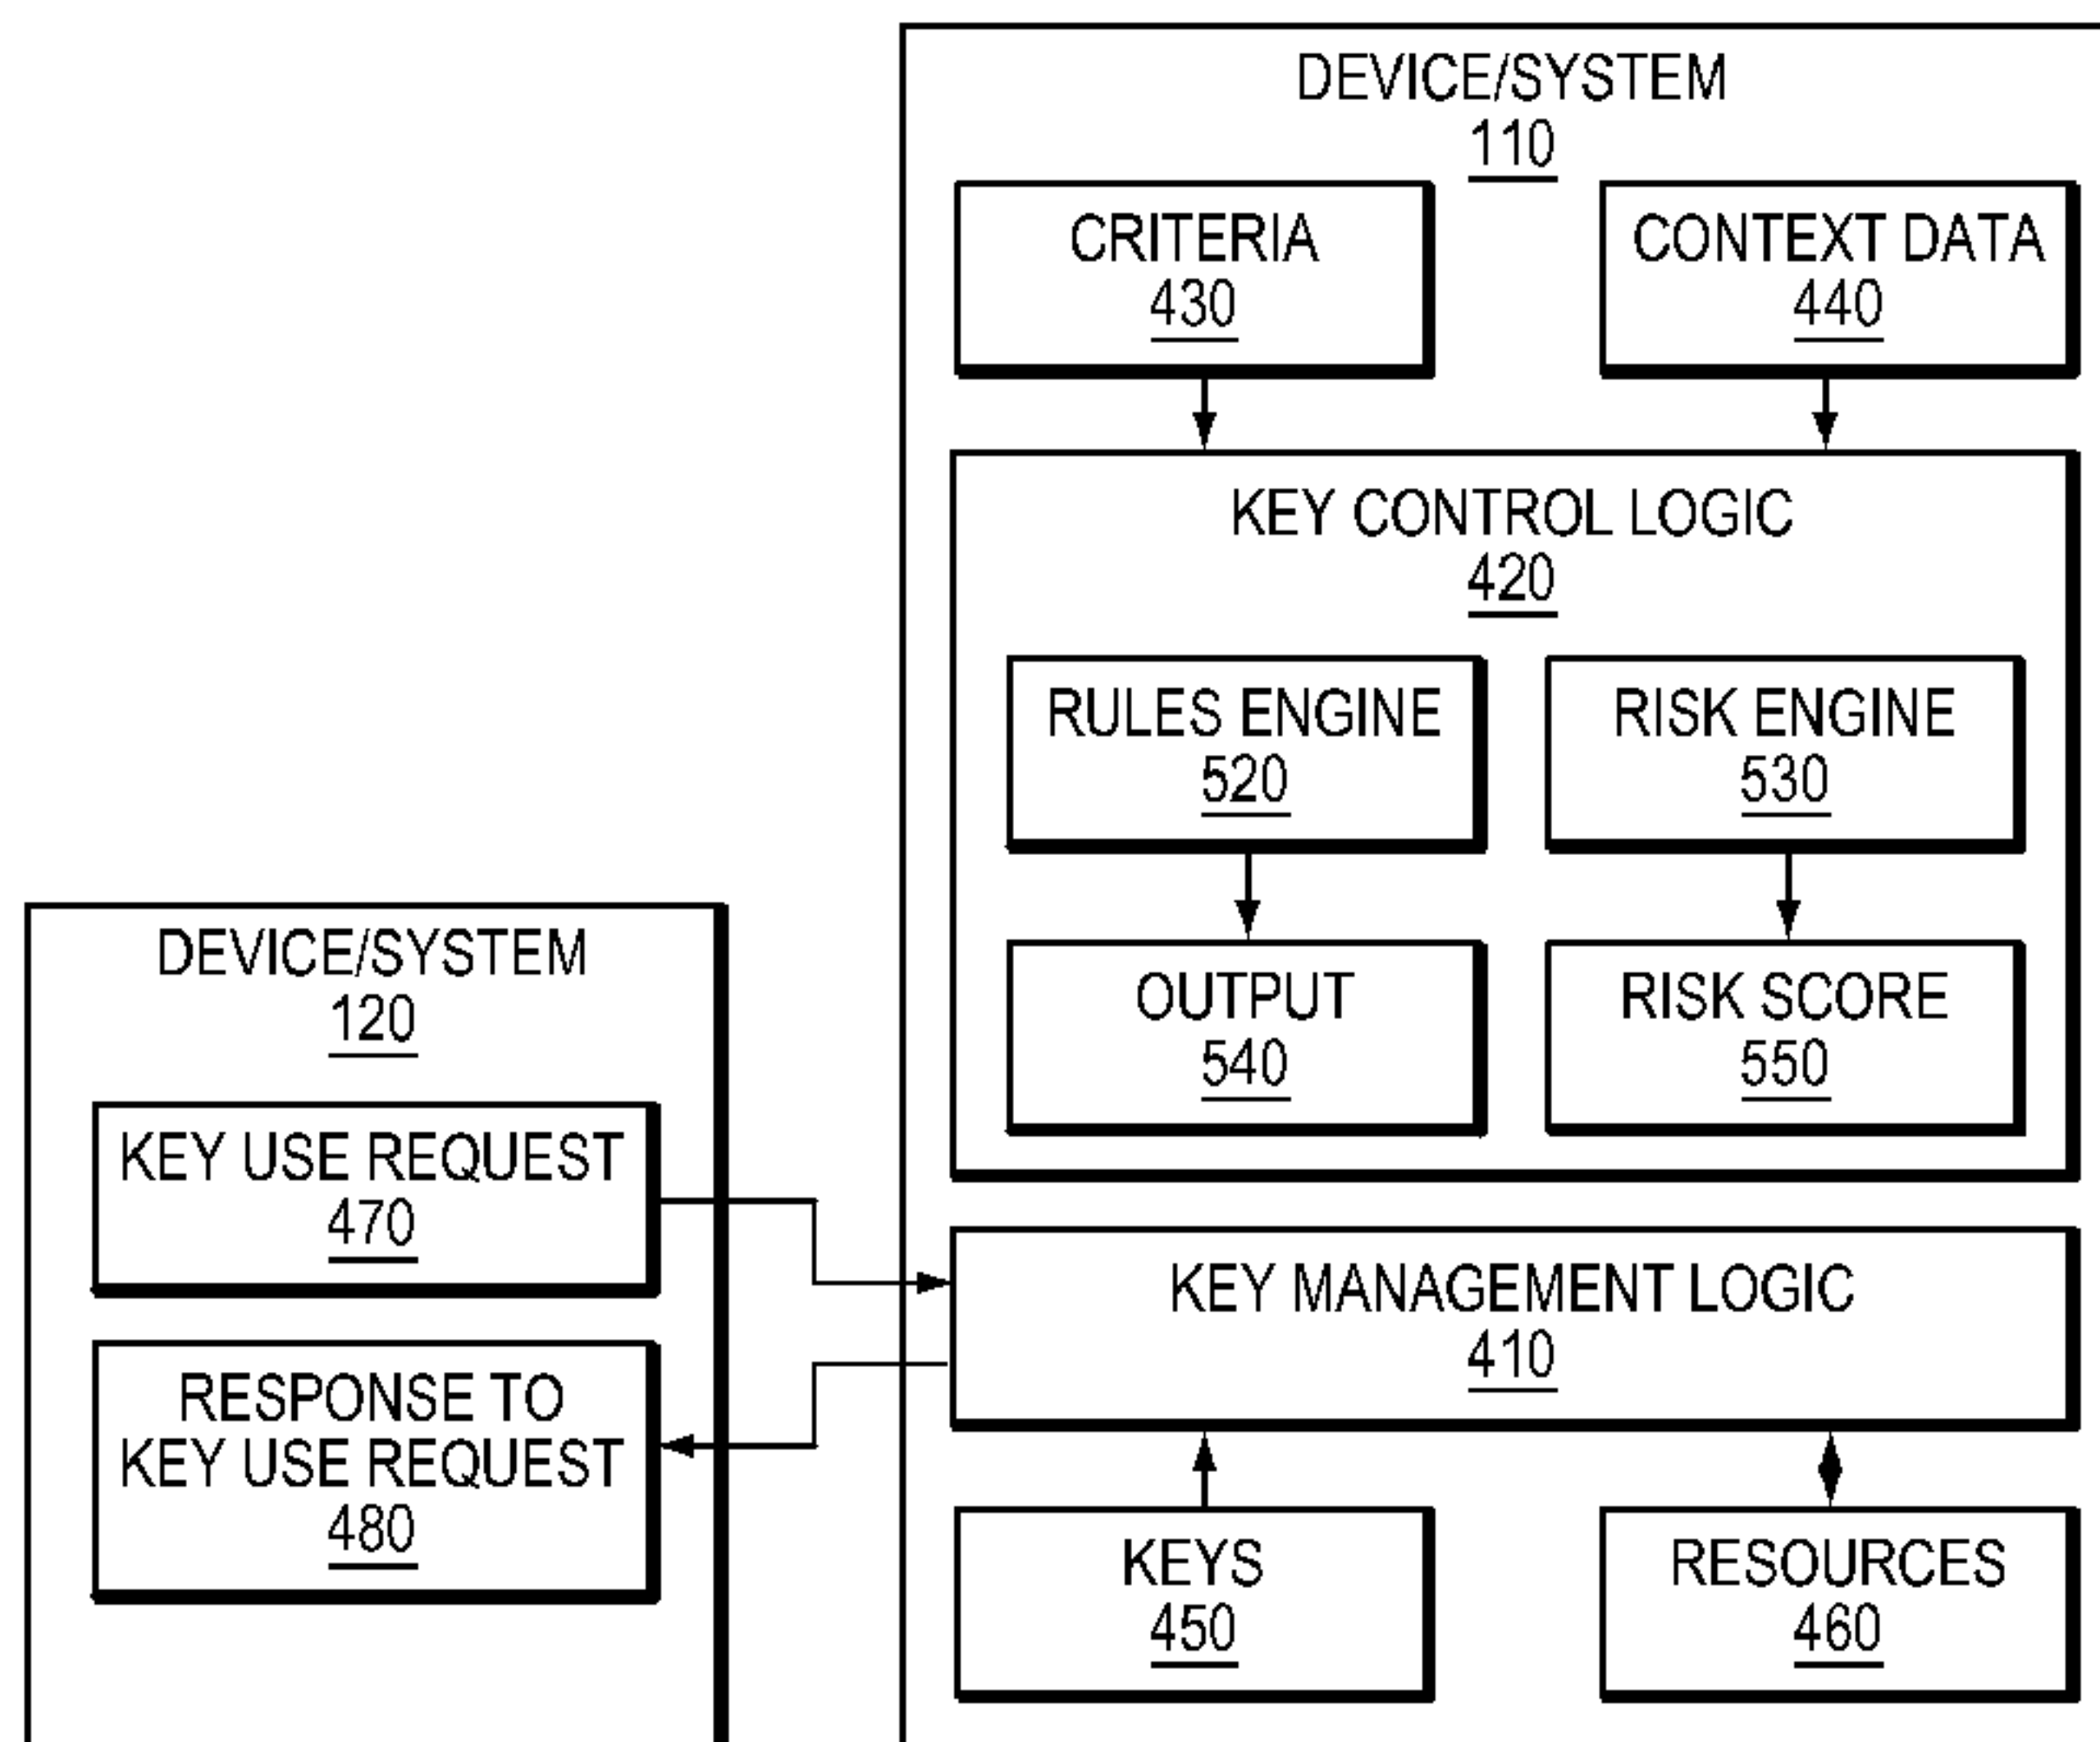 DEVICE/SYSTEM
110
CRITERIA
430
CONTEXT DATA
440
KEY CONTROL LOGIC
420
RULES ENGINE
520
RISK ENGINE
530
OUTPUT
540
RISK SCORE
550
DEVICE/SYSTEM
120
KEY USE REQUEST
470
RESPONSE TO
KEY USE REQUEST
480
KEY MANAGEMENT LOGIC
410
KEYS
450
RESOURCES
460